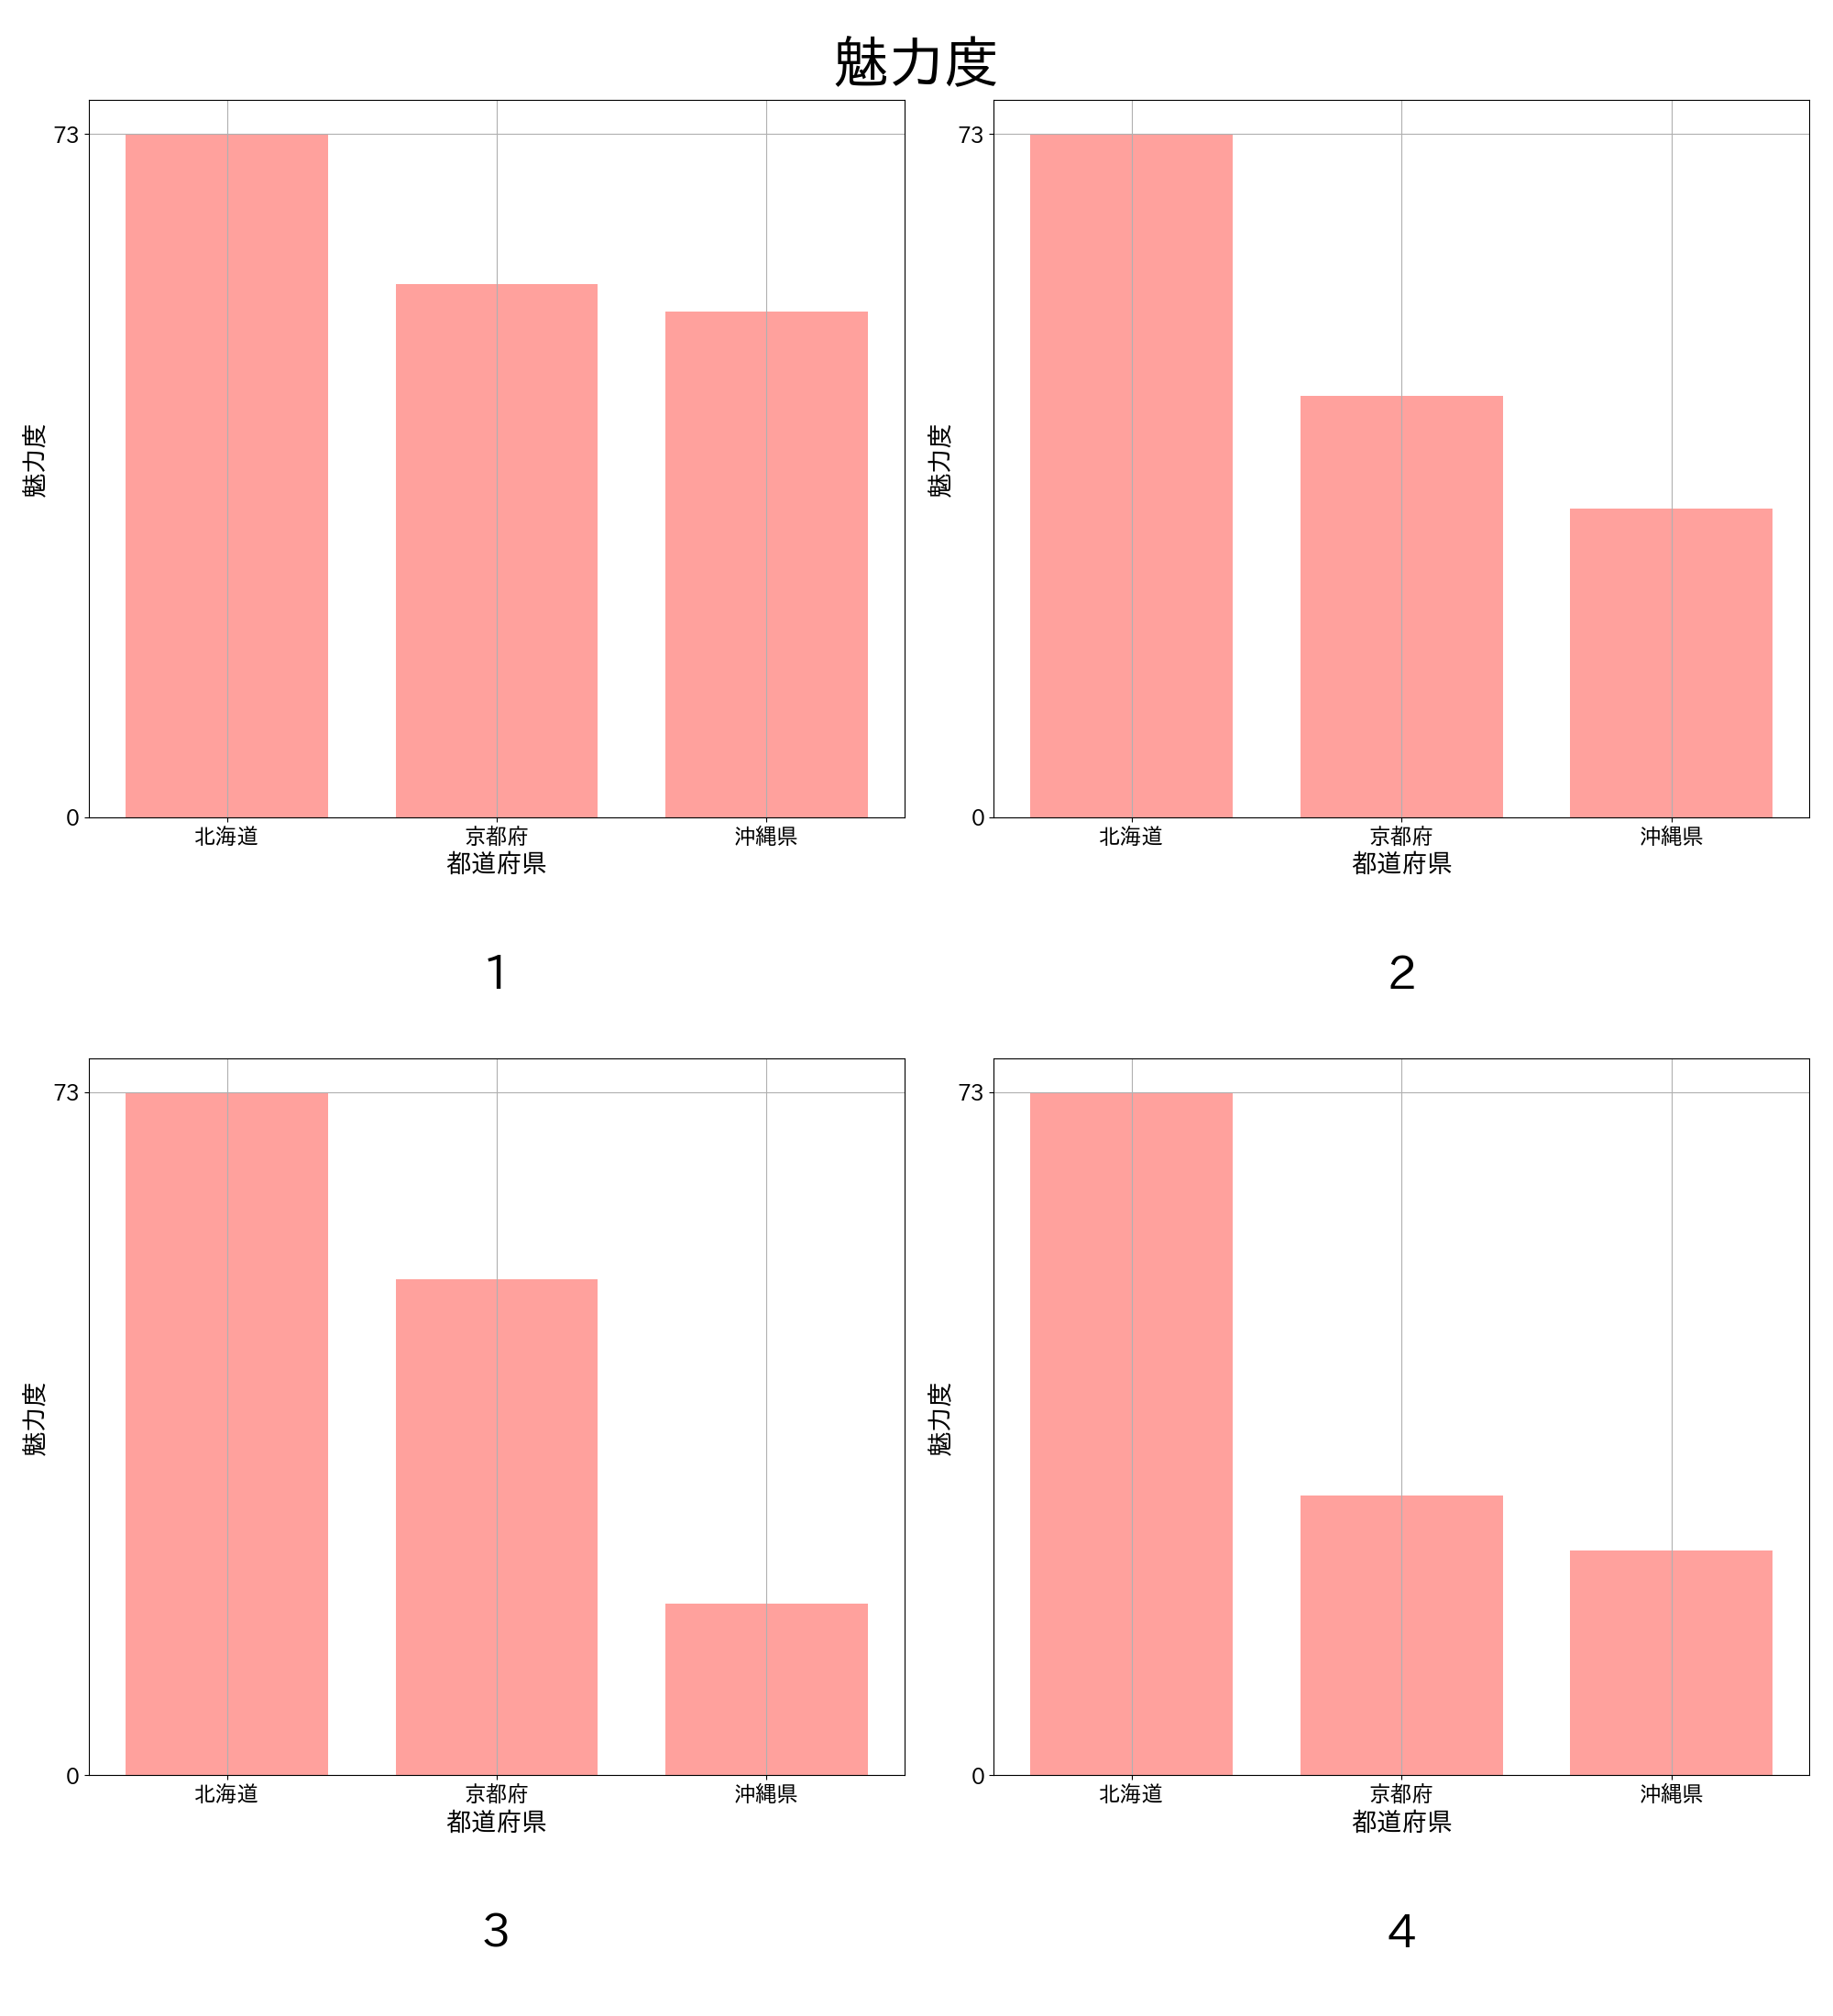 魅力度
73
魅力度
0
北海道 京都府 沖縄県
都道府県
1
73
魅力度
0
北海道 京都府 沖縄県
都道府県
2
73
魅力度
0
北海道 京都府 沖縄県
都道府県
3
73
魅力度
0
北海道 京都府 沖縄県
都道府県
4